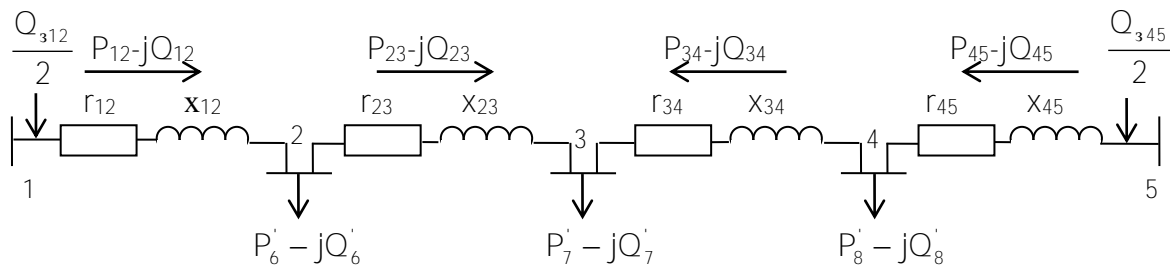 Qз12/2 P12-jQ12 P23-jQ23 P34-jQ34 P45-jQ45 Qз45/2
r12 x12 r23 x23 r34 x34 r45 x45
1 2 3 4 5
P'6 – jQ'6 P'7 – jQ'7 P'8 – jQ'8